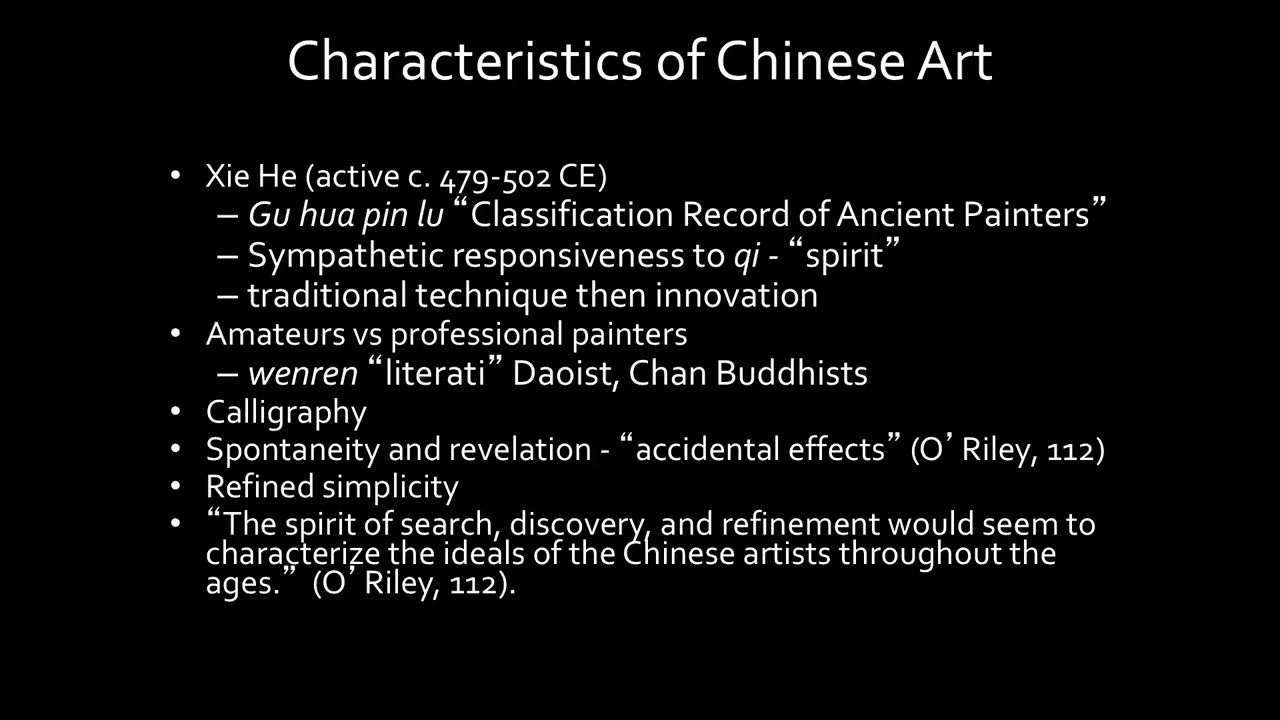 Characteristics of Chinese Art
• Xie He (active c. 479-502 CE)
– Gu hua pin lu “Classification Record of Ancient Painters”
– Sympathetic responsiveness to qi - “spirit”
– traditional technique then innovation
• Amateurs vs professional painters
– wenren “literati” Daoist, Chan Buddhists
• Calligraphy
• Spontaneity and revelation - “accidental effects” (O’ Riley, 112)
• Refined simplicity
• “The spirit of search, discovery, and refinement would seem to
characterize the ideals of the Chinese artists throughout the
ages.” (O’ Riley, 112).